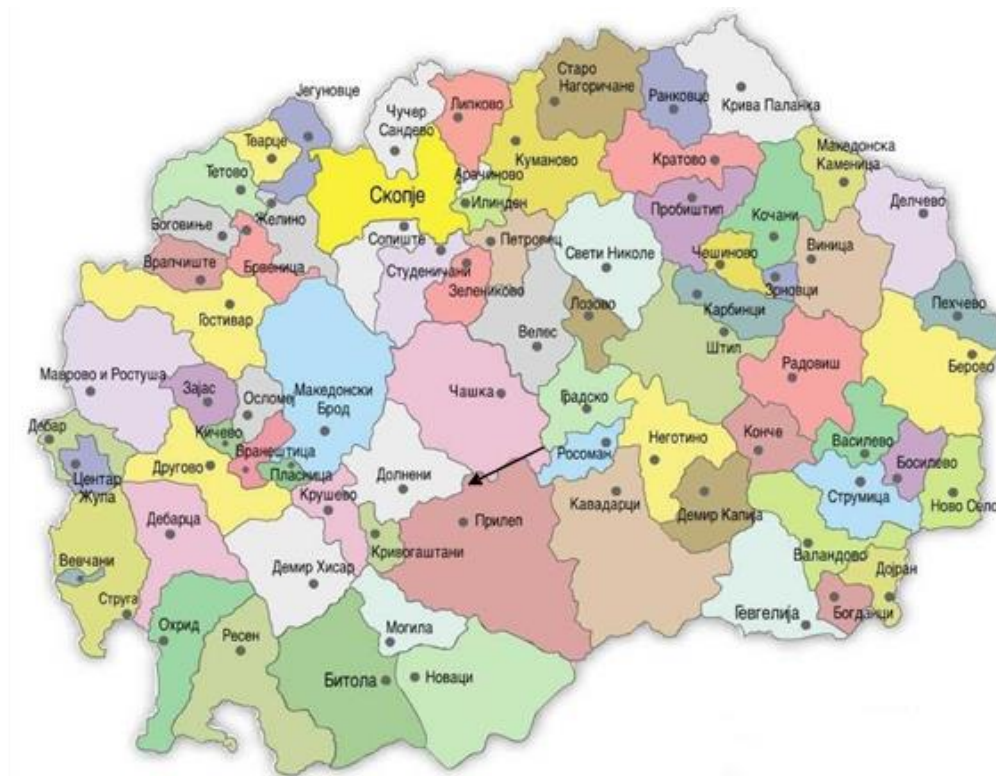 Јегуновце
Чучер
Сандево
Липково
Старо
Нагоричане
Ранковце
Крива Паланка
Теарце
Куманово
Кратово
Македонска
Каменица
Тетово
Скопје
Арачиново
Илинден
Пробиштип
Кочани
Делчево
Боговиње
Желино
Сопиште
Петровец
Свети Николе
Чешиново
Виница
Врапчиште
Брвеница
Студеничани
Зелениково
Лозово
Карбинци
Зрновци
Пехчево
Гостивар
Велес
Штип
Берово
Маврово и Ростуша
Зајас
Осломеј
Македонски
Брод
Чашка
Градско
Радовиш
Дебар
Кичево
Вранештица
Росоман
Неготино
Конче
Василево
Центар
Жупа
Другово
Пласница
Долнени
Босилево
Крушево
Кавадарци
Демир Капија
Струмица
Ново Село
Дебарца
Прилеп
Кривогаштани
Валандово
Вевчани
Демир Хисар
Дојран
Струга
Охрид
Ресен
Могила
Гевгелија
Богданци
Битола
Новаци